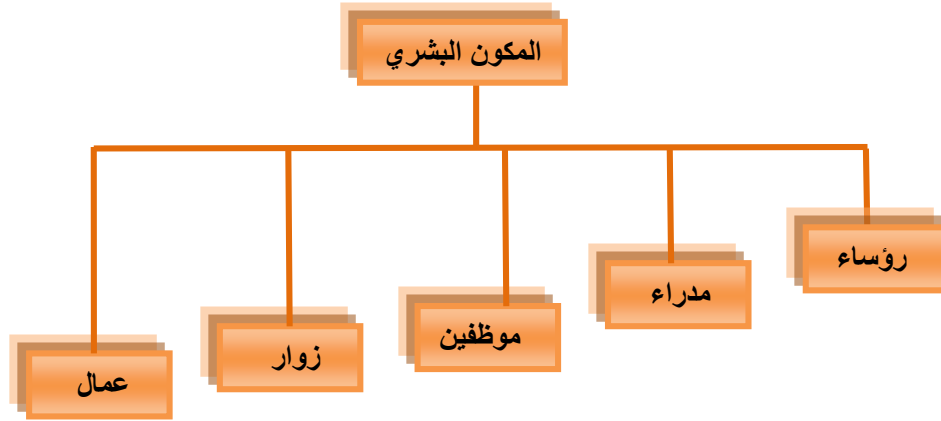 المكون البشري
رؤساء
مدراء
موظفين
زوار
عمال